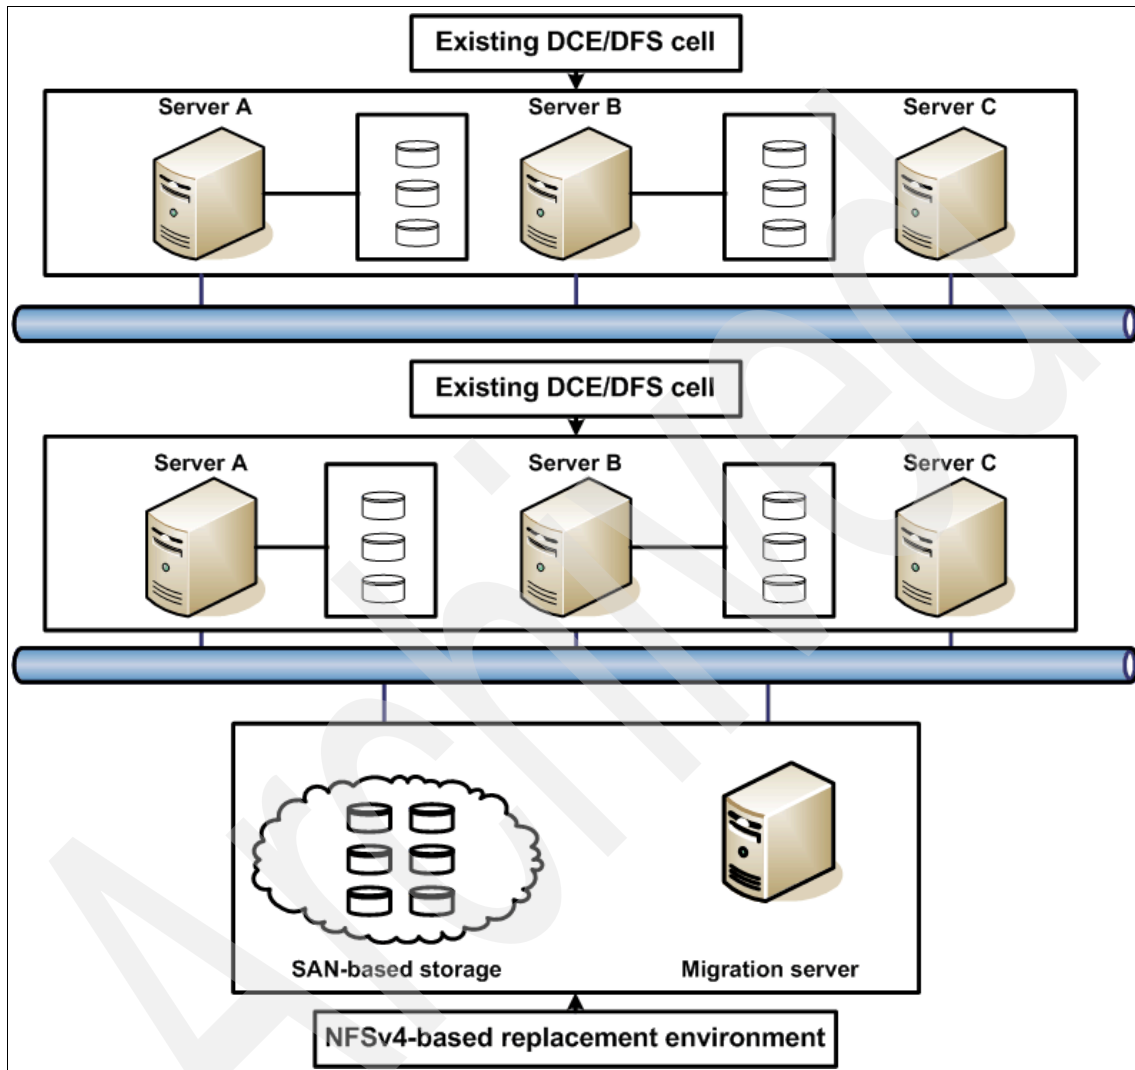 Existing DCE/DFS cell
Server A
Server B
Server C
Existing DCE/DFS cell
Server A
Server B
Server C
SAN-based storage
Migration server
NFSv4-based replacement environment
Archived